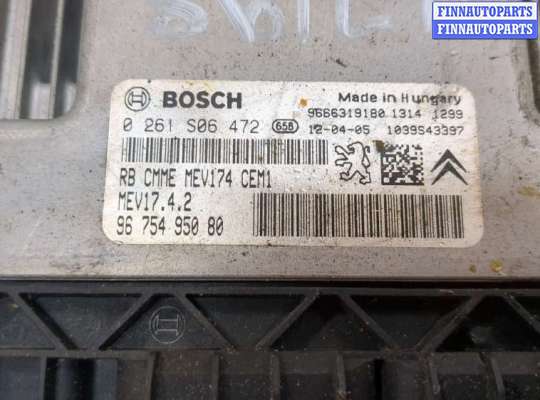 FINNAUTOPARTS
FINNAUTOPARTS
BOSCH
Made in Hungary
9666319180 1314 1299
0 261 S06 472 658 12-04-05 1039S43397
RB CMME MEV174 CEM1
MEV17.4.2
96 754 950 80